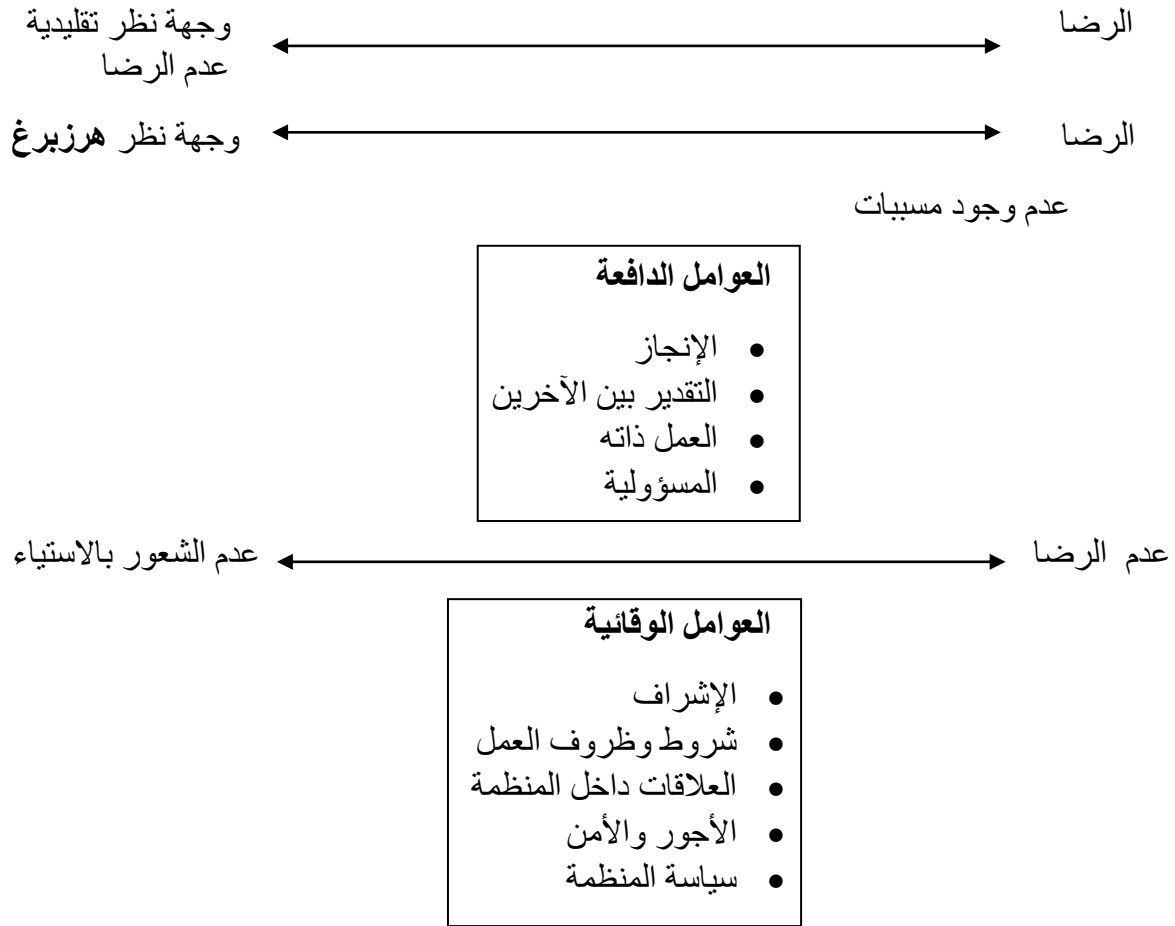 الرضا
وجهة نظر تقليدية
عدم الرضا
الرضا
وجهة نظر هرزبرغ
عدم وجود مسببات
العوامل الدافعة
• الإنجاز
• التقدير بين الآخرين
• العمل ذاته
• المسؤولية
عدم الرضا
عدم الشعور بالاستياء
العوامل الوقائية
• الإشراف
• شروط وظروف العمل
• العلاقات داخل المنظمة
• الأجور والأمن
• سياسة المنظمة